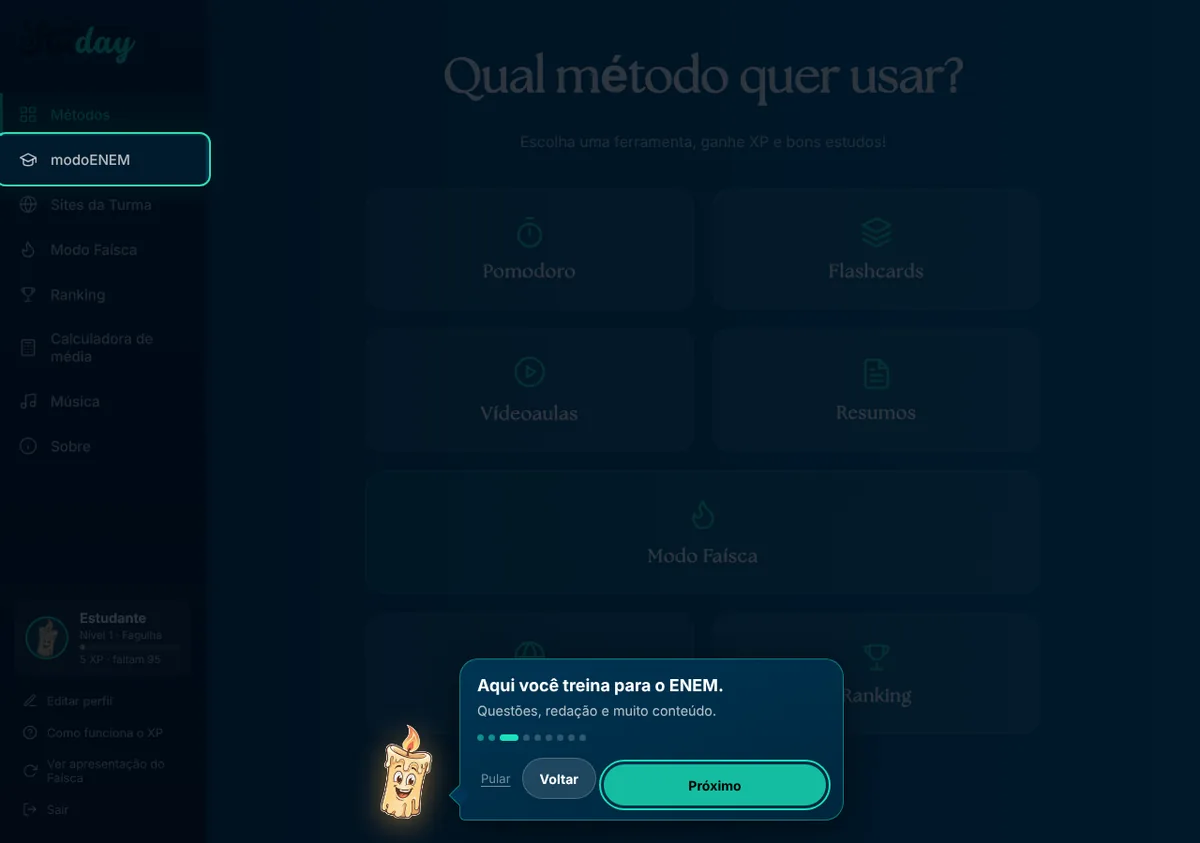 day
Métodos
modoENEM
Sites da Turma
Modo Faísca
Ranking
Calculadora de
média
Música
Sobre
Estudante
Nível 1 · Fagulha
5 XP · faltam 95
Editar perfil
Como funciona o XP
Ver apresentação do
Faísca
Sair
Qual método quer usar?
Escolha uma ferramenta, ganhe XP e bons estudos!
Pomodoro
Flashcards
Vídeoaulas
Resumos
Modo Faísca
Ranking
Aqui você treina para o ENEM.
Questões, redação e muito conteúdo.
Pular
Voltar
Próximo